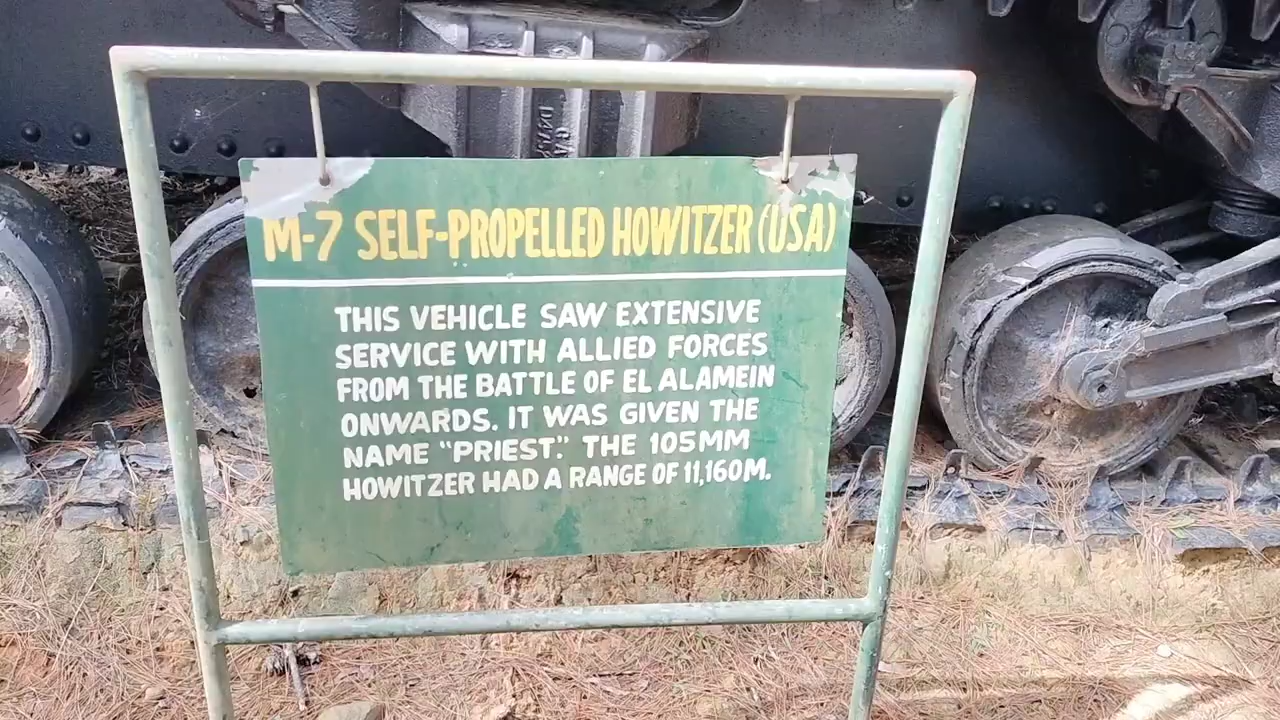 M-7 SELF-PROPELLED HOWITZER (USA)
THIS VEHICLE SAW EXTENSIVE
SERVICE WITH ALLIED FORCES
FROM THE BATTLE OF EL ALAMEIN
ONWARDS. IT WAS GIVEN THE
NAME "PRIEST". THE 105MM
HOWITZER HAD A RANGE OF 11,160M.